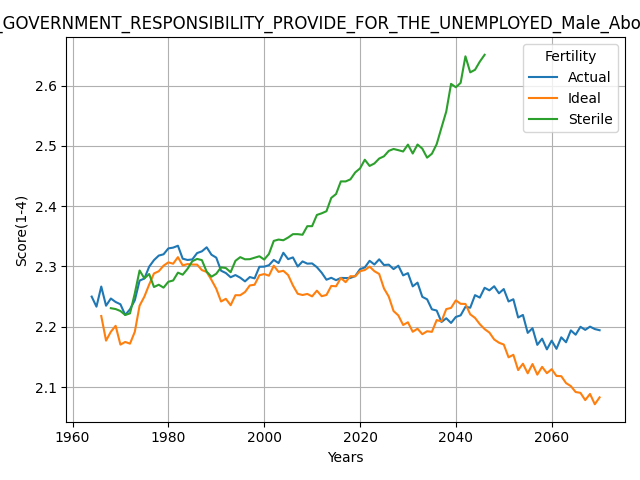 _GOVERNMENT_RESPONSIBILITY_PROVIDE_FOR_THE_UNEMPLOYED_Male_Abo
Fertility
Actual
Ideal
Sterile
Score(1-4)
2.6
2.5
2.4
2.3
2.2
2.1
1960 1980 2000 2020 2040 2060
Years